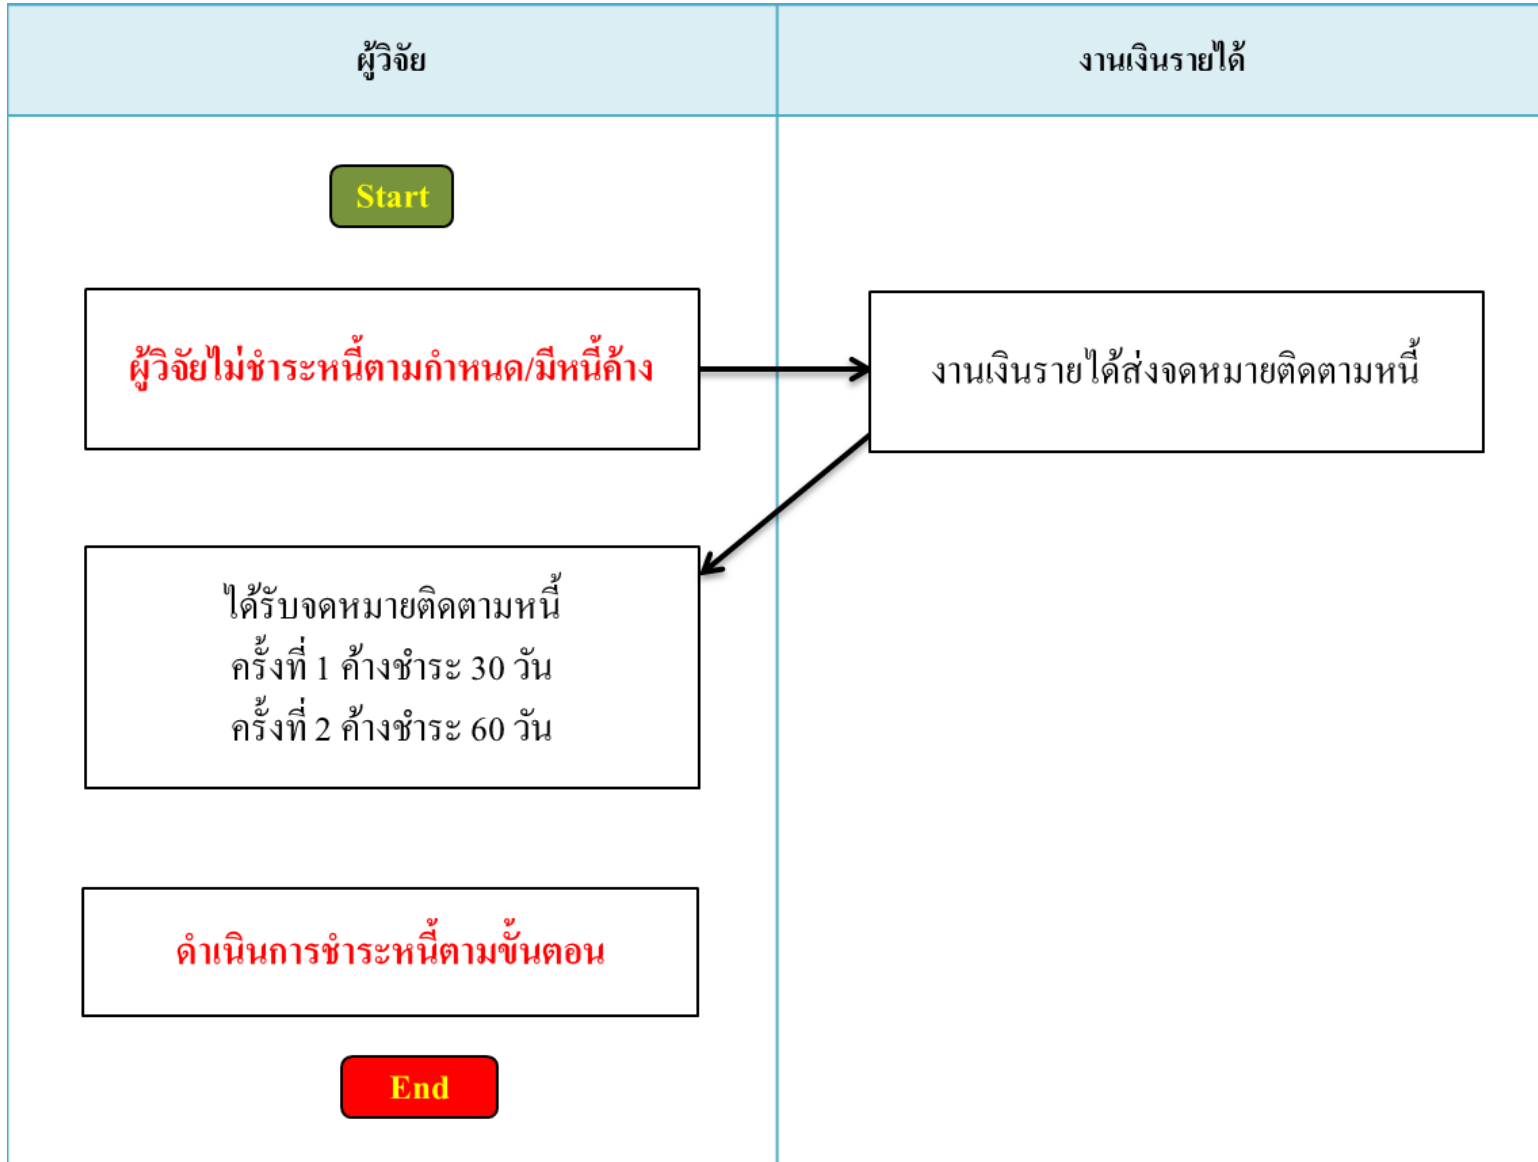 ผู้วิจัย
งานเงินรายได้
Start
ผู้วิจัยไม่ชำระหนี้ตามกำหนด/มีหนี้ค้าง
งานเงินรายได้ส่งจดหมายติดตามหนี้
ได้รับจดหมายติดตามหนี้
ครั้งที่ 1 ค้างชำระ 30 วัน
ครั้งที่ 2 ค้างชำระ 60 วัน
ดำเนินการชำระหนี้ตามขั้นตอน
End